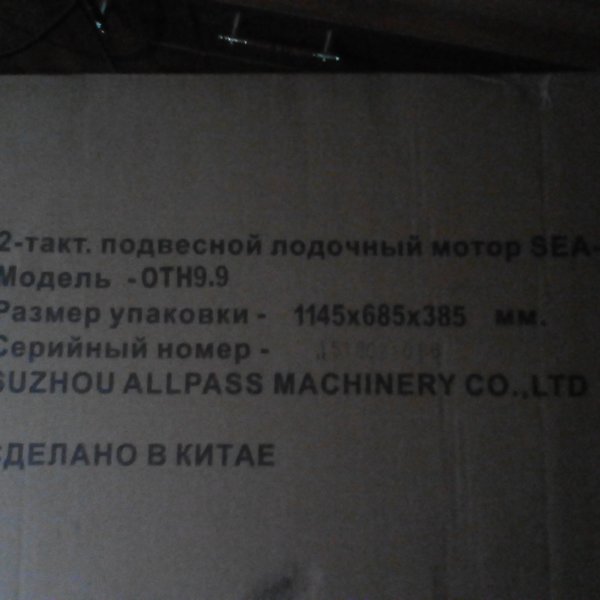 2-такт. подвесной лодочный мотор SEA-
Модель -OTH9.9
Размер упаковки - 1145x685x385 мм.
Серийный номер -
SUZHOU ALLPASS MACHINERY CO.,LTD
СДЕЛАНО В КИТАЕ